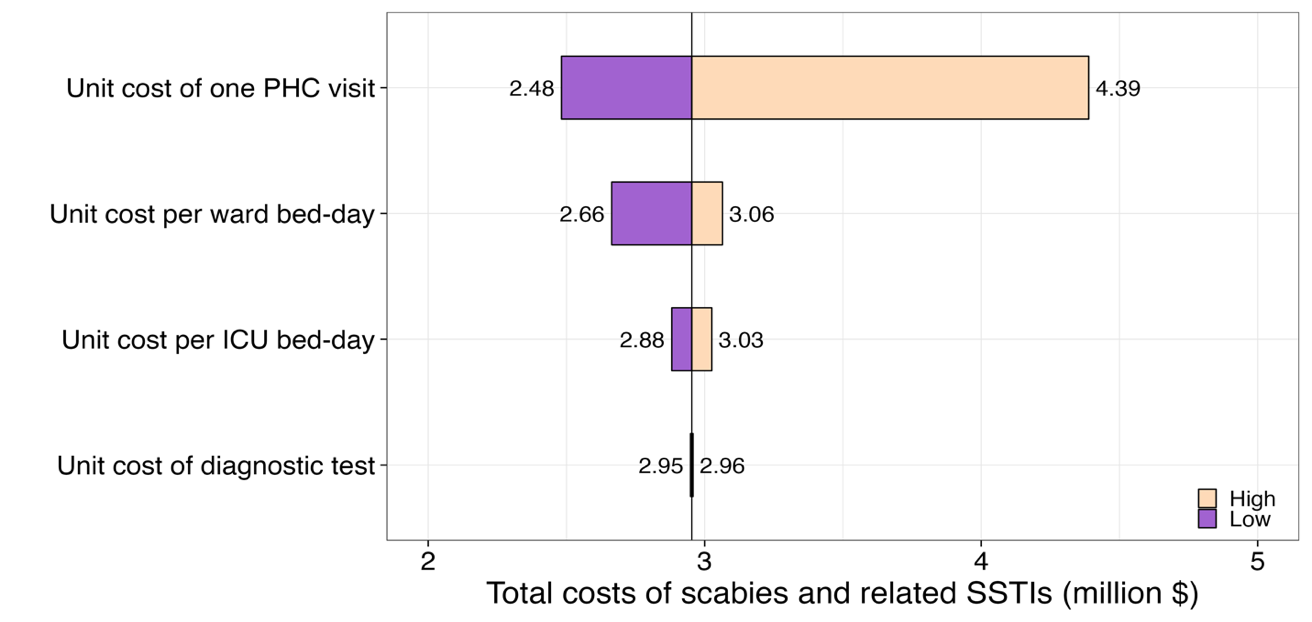 Unit cost of one PHC visit
2.48
4.39
Unit cost per ward bed-day
2.66
3.06
Unit cost per ICU bed-day
2.88
3.03
Unit cost of diagnostic test
2.95
2.96
High
Low
2 3 4 5
Total costs of scabies and related SSTIs (million $)